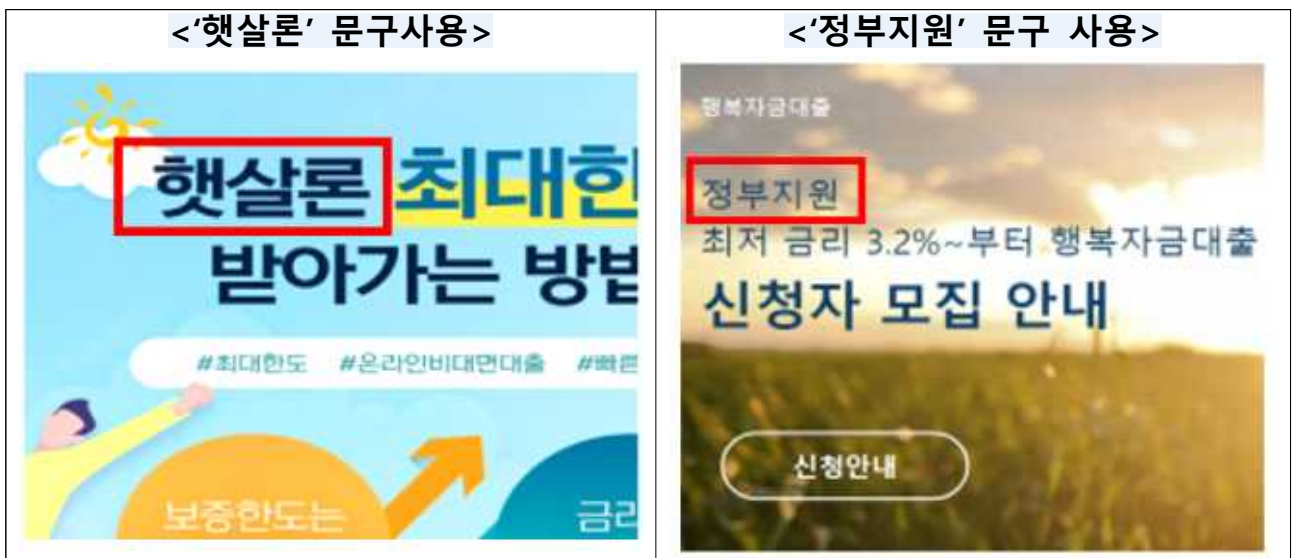 <‘햇살론’ 문구사용>
햇살론 최대한
받아가는 방법
#최대한도 #온라인비대면대출 #빠른
보증한도는
금리
<‘정부지원’ 문구 사용>
행복자금대출
정부지원
최저 금리 3.2%~부터 행복자금대출
신청자 모집 안내
신청안내